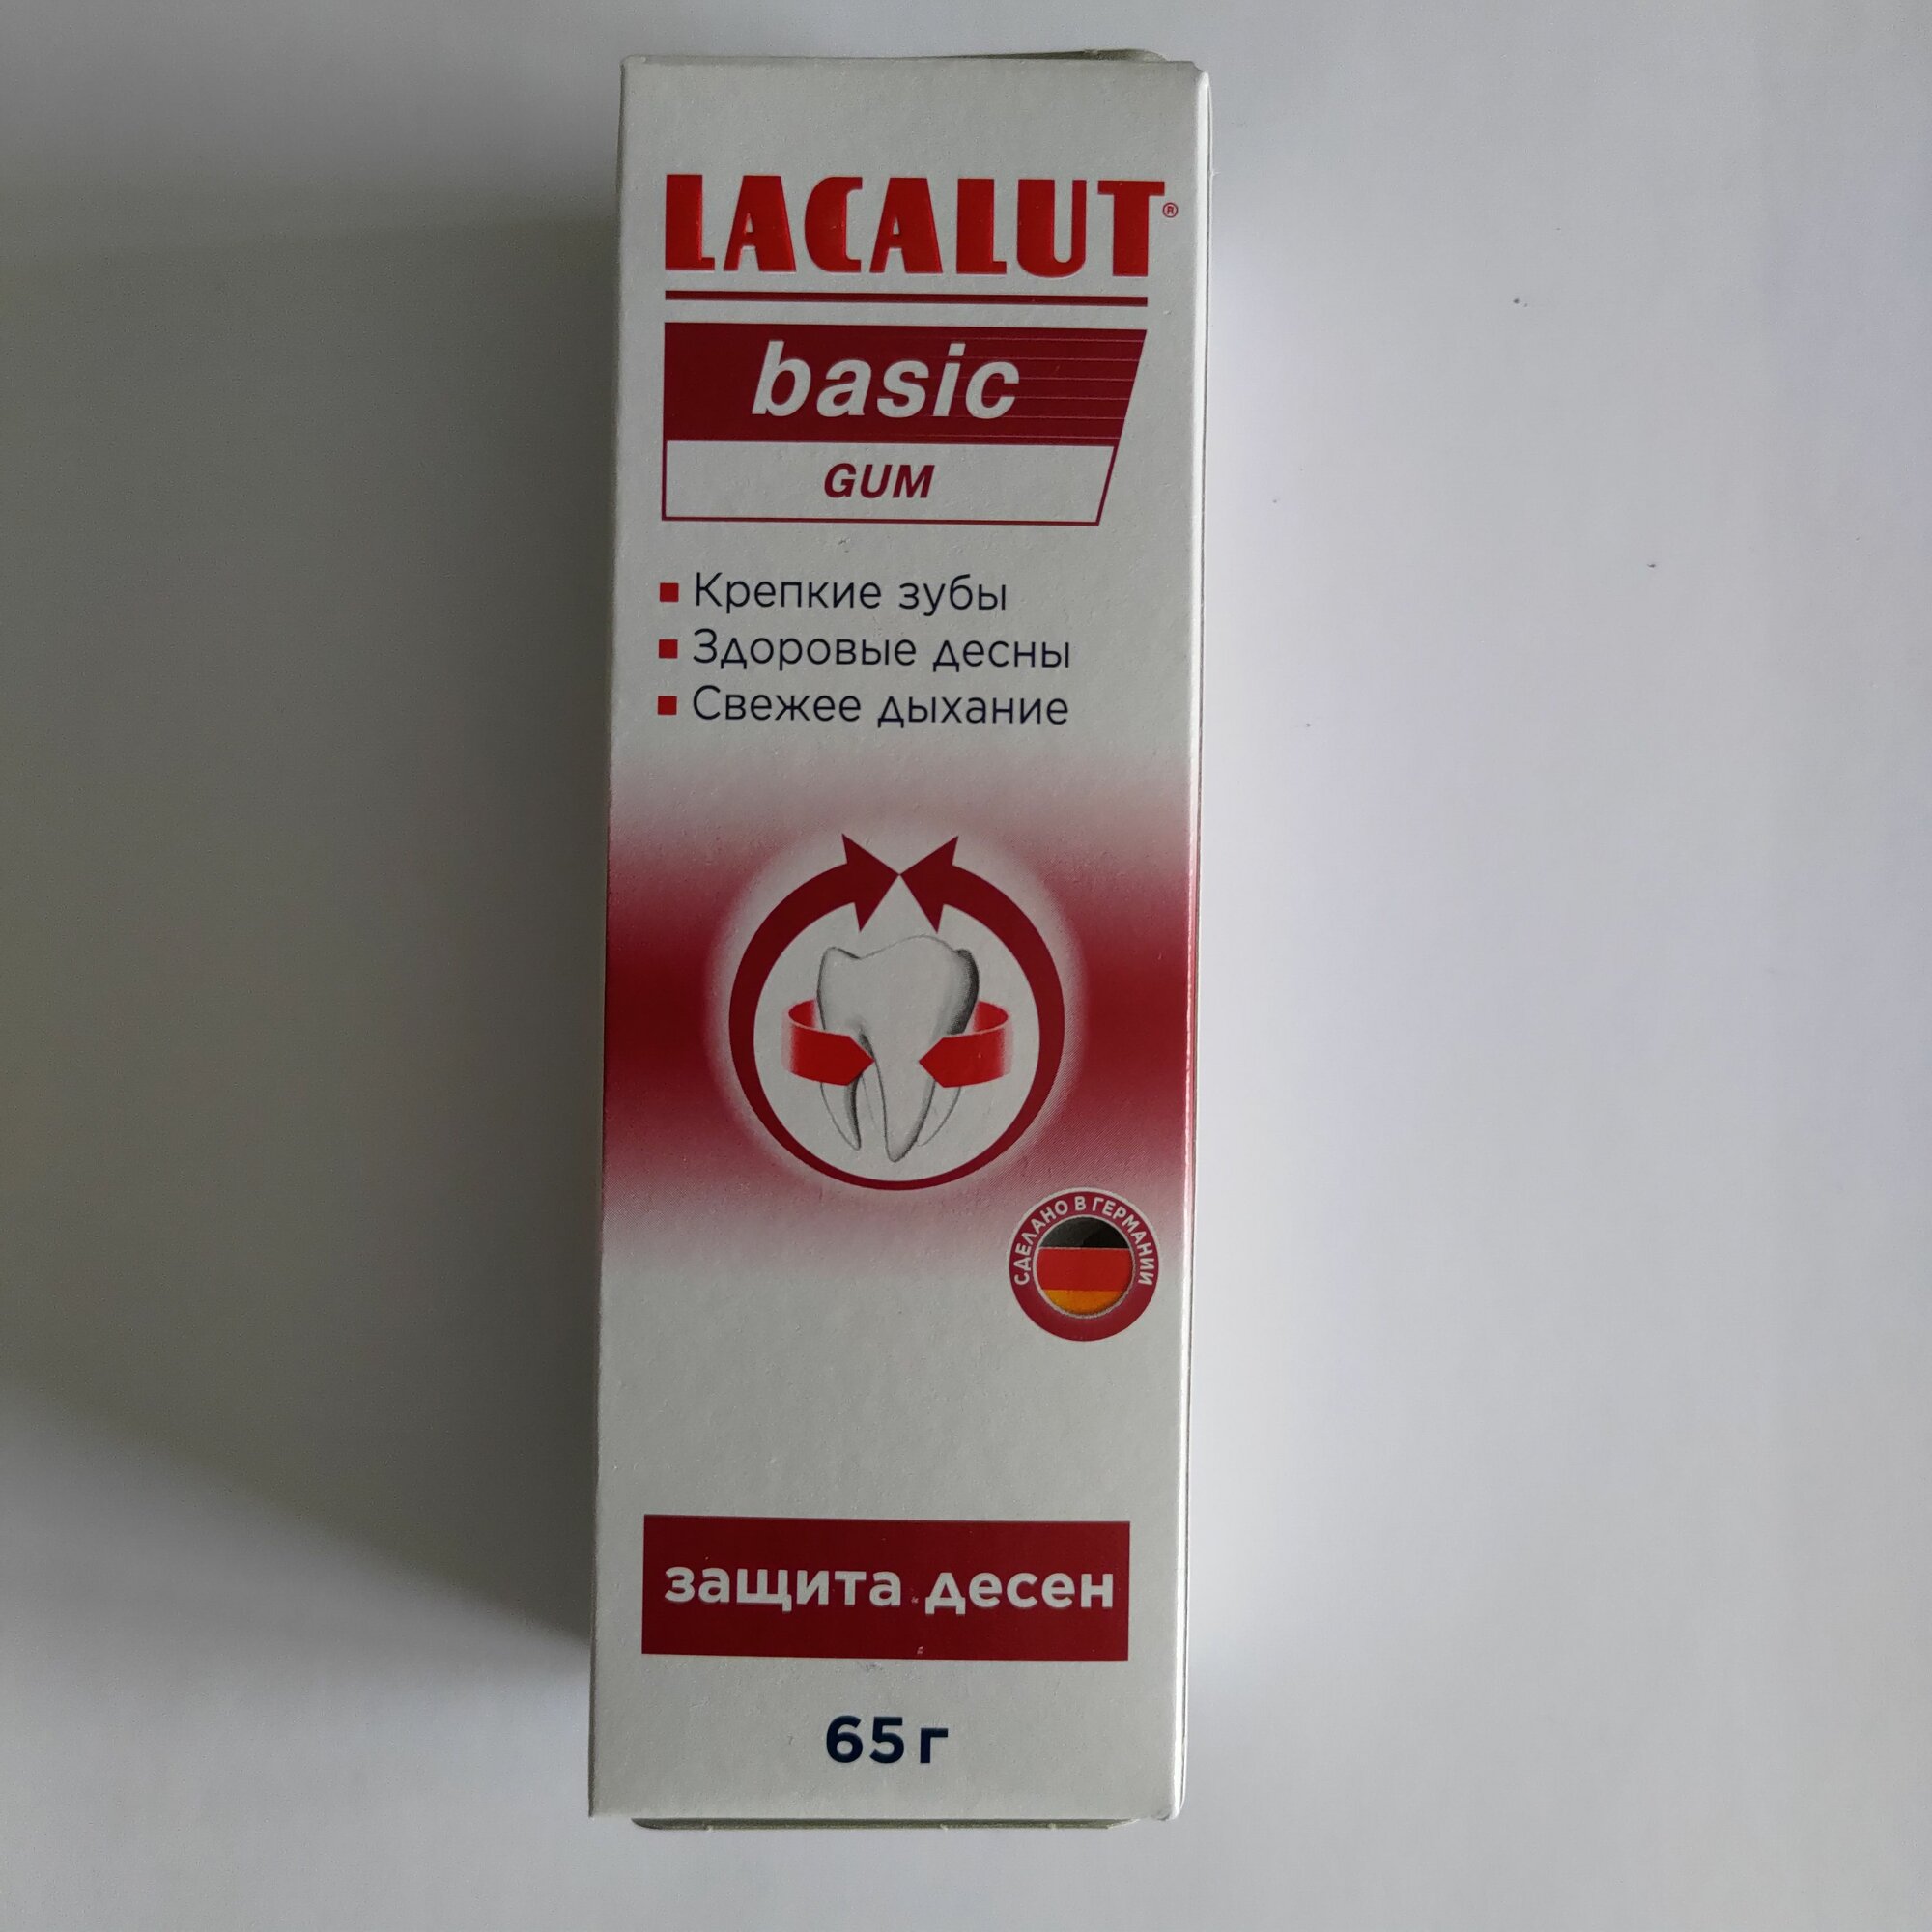 LACALUT®
basic
GUM
Крепкие зубы
Здоровые десны
Свежее дыхание
СДЕЛАНО В ГЕРМАНИИ
защита десен
65 г